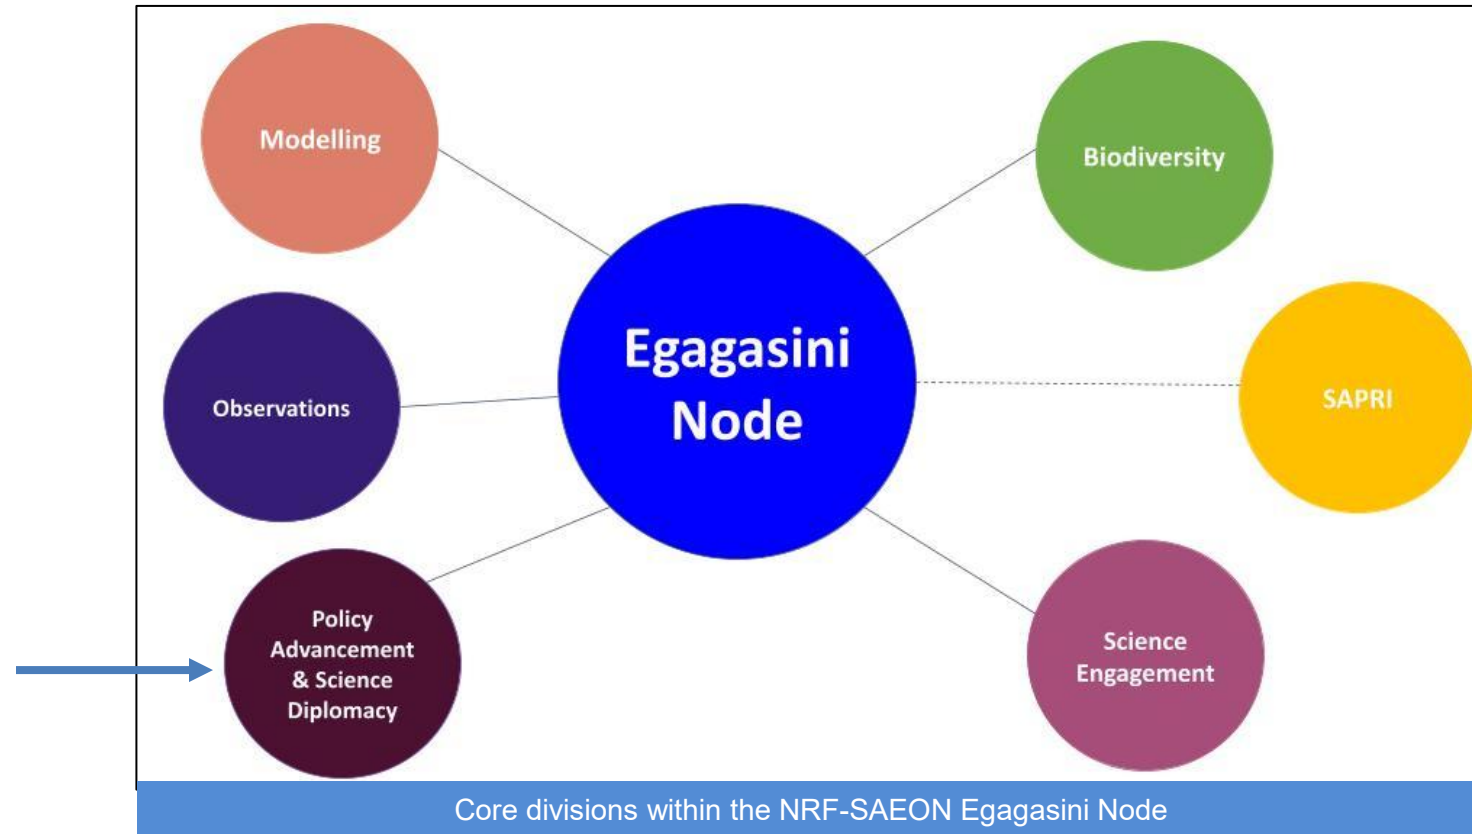 Modelling
Biodiversity
Egagasini
Node
Observations
SAPRI
Policy
Advancement
& Science
Diplomacy
Science
Engagement
Core divisions within the NRF-SAEON Egagasini Node